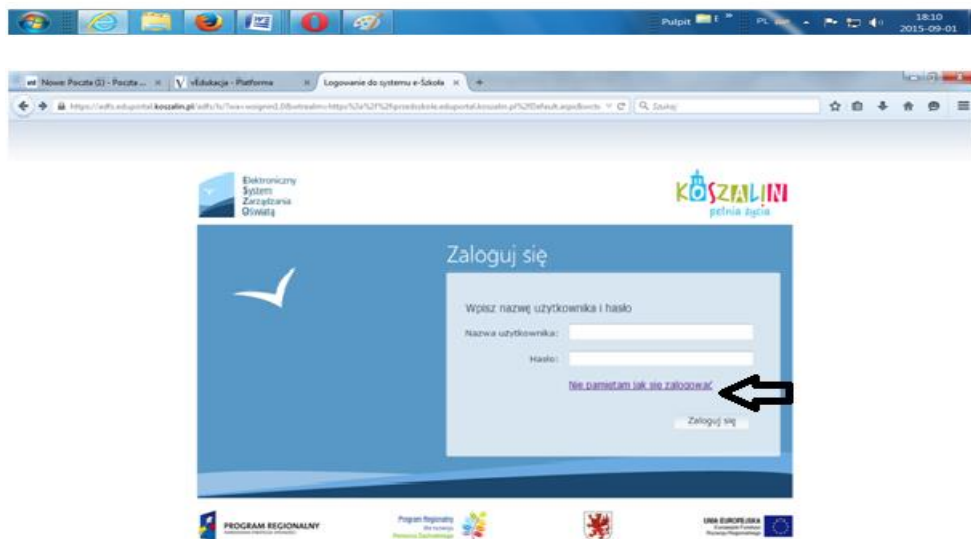 Pulpit
PL
18:10
2015-09-01
Nowe: Poczta (2) - Poczta ...
vEdukacja - Platforma
Logowanie do systemu e-Szkoła
Szukaj
Elektroniczny
System
Zarządzania
Oświatą
KOSZALIN
pełnia życia
Zaloguj się
Wpisz nazwę użytkownika i hasło
Nazwa użytkownika:
Hasło:
Nie pamiętam jak się zalogować
Zaloguj się
PROGRAM REGIONALNY
Program Regionalny
UNIA EUROPEJSKA